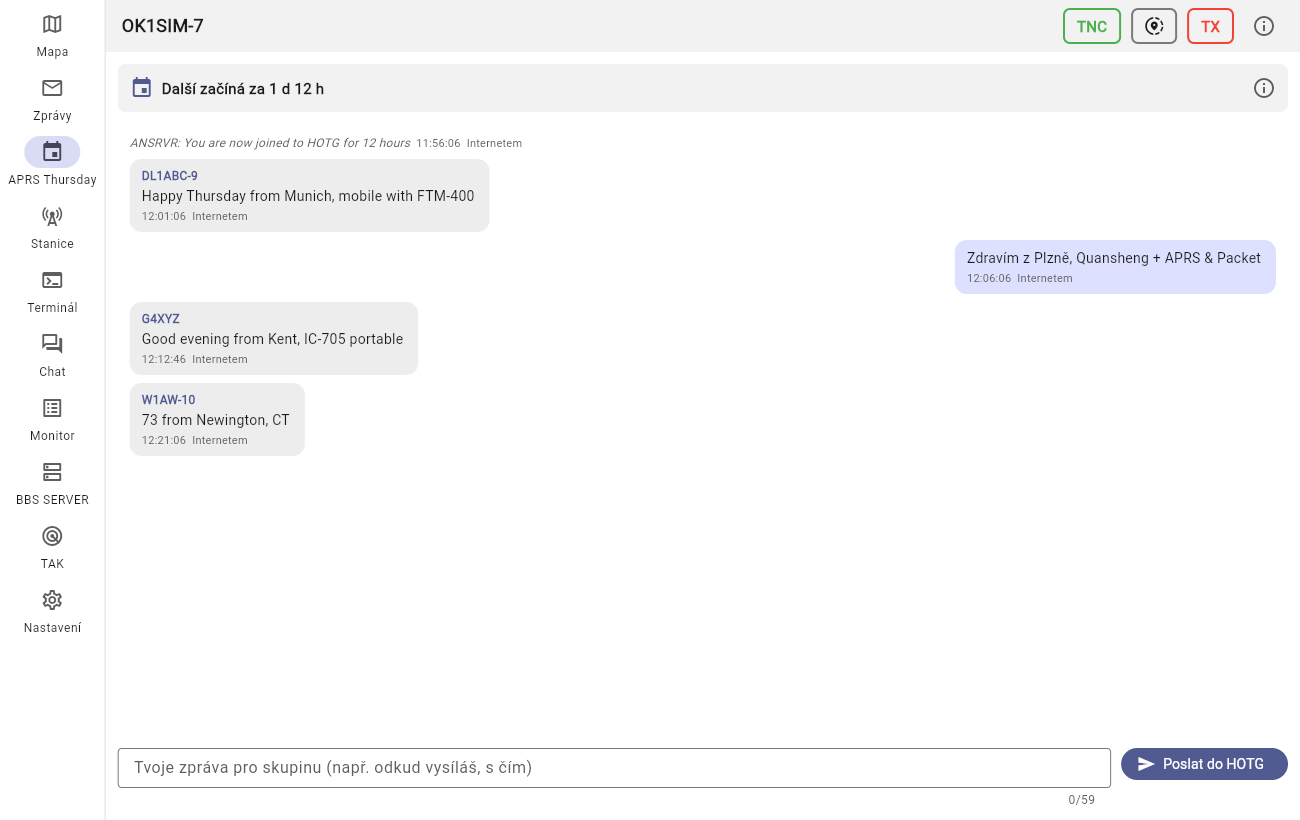 OK1SIM-7
TNC
TX
Mapa
Zprávy
APRS Thursday
Stanice
Terminál
Chat
Monitor
BBS SERVER
TAK
Nastavení
Další začíná za 1 d 12 h
ANSRVR: You are now joined to HOTG for 12 hours 11:56:06 Internetem
DL1ABC-9
Happy Thursday from Munich, mobile with FTM-400
12:01:06 Internetem
Zdravím z Plzně, Quansheng + APRS & Packet
12:06:06 Internetem
G4XYZ
Good evening from Kent, IC-705 portable
12:12:46 Internetem
W1AW-10
73 from Newington, CT
12:21:06 Internetem
Tvoje zpráva pro skupinu (např. odkud vysíláš, s čím)
Poslat do HOTG
0/59